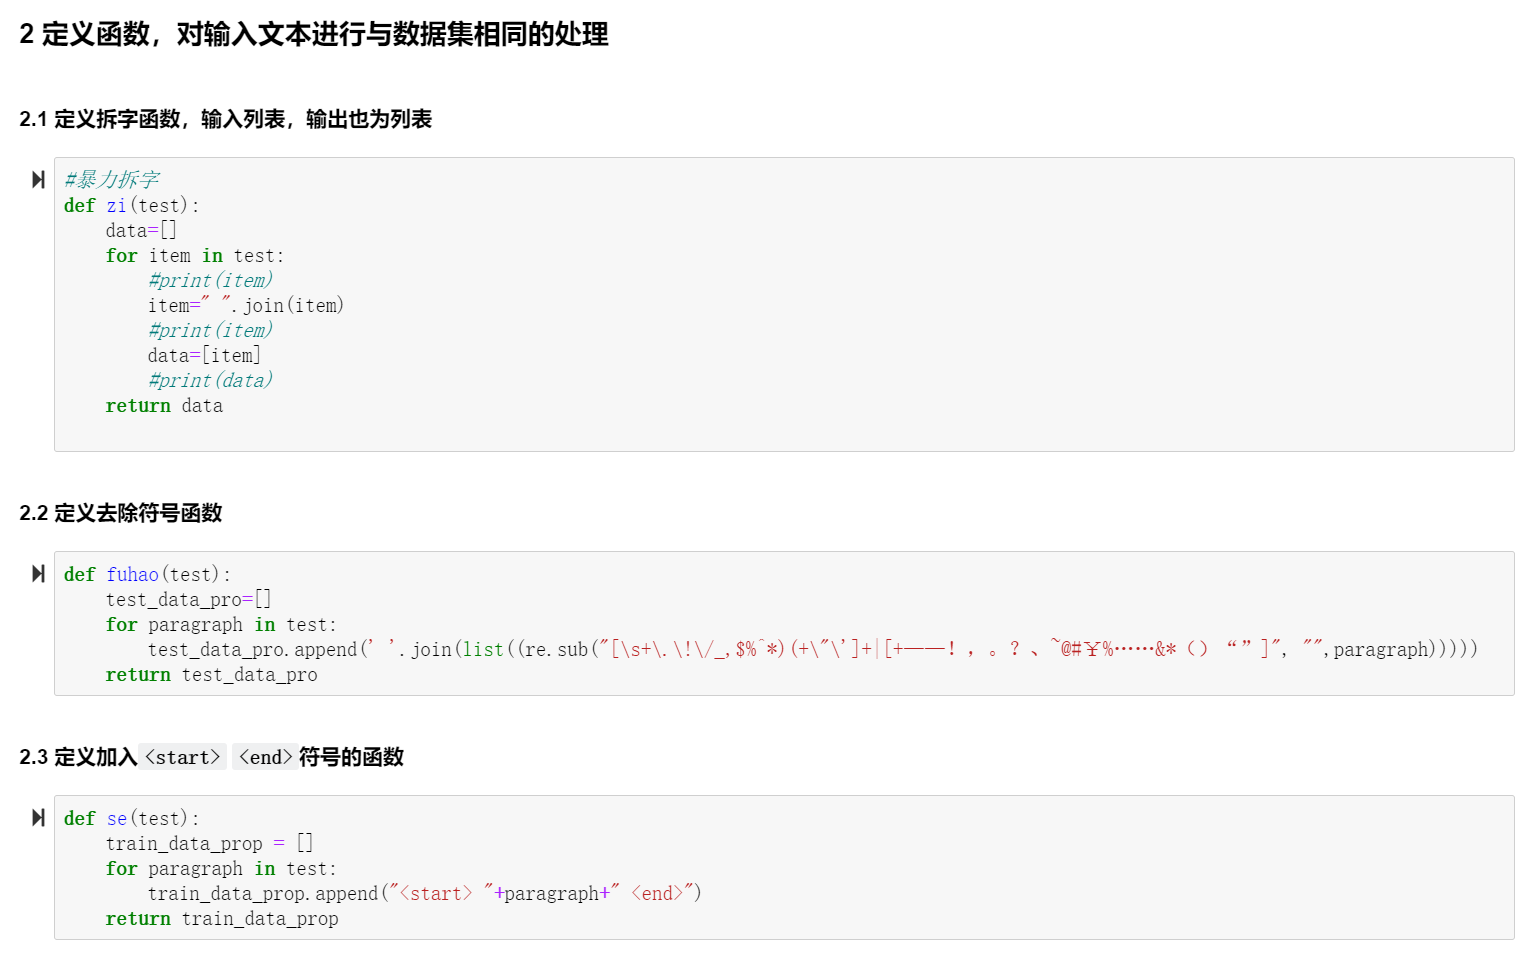 2 定义函数，对输入文本进行与数据集相同的处理
2.1 定义拆字函数，输入列表，输出也为列表
#暴力拆字
def zi(test):
    data=[]
    for item in test:
        #print(item)
        item=" ".join(item)
        #print(item)
        data=[item]
        #print(data)
    return data
2.2 定义去除符号函数
def fuhao(test):
    test_data_pro=[]
    for paragraph in test:
        test_data_pro.append(' '.join(list((re.sub("[\s+\.\!\/_,$%^*)(+\"\']+|[+——！，。？、~@#￥%……&*（）“”]", "",paragraph)))))
    return test_data_pro
2.3 定义加入<start> <end>符号的函数
def se(test):
    train_data_prop = []
    for paragraph in test:
        train_data_prop.append("<start> "+paragraph+" <end>")
    return train_data_prop